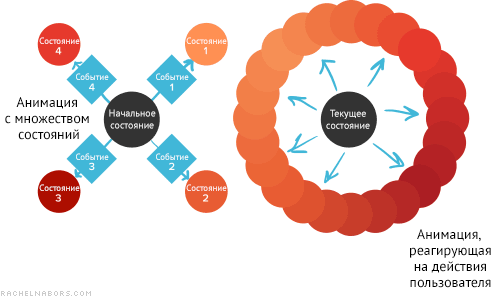 Состояние
4
Состояние
1
Событие
4
Событие
1
Анимация
с множеством
состояний
Начальное
состояние
Текущее
состояние
Событие
3
Событие
2
Состояние
3
Состояние
2
Анимация,
реагирующая
на действия
пользователя
RACHELNABORS.COM